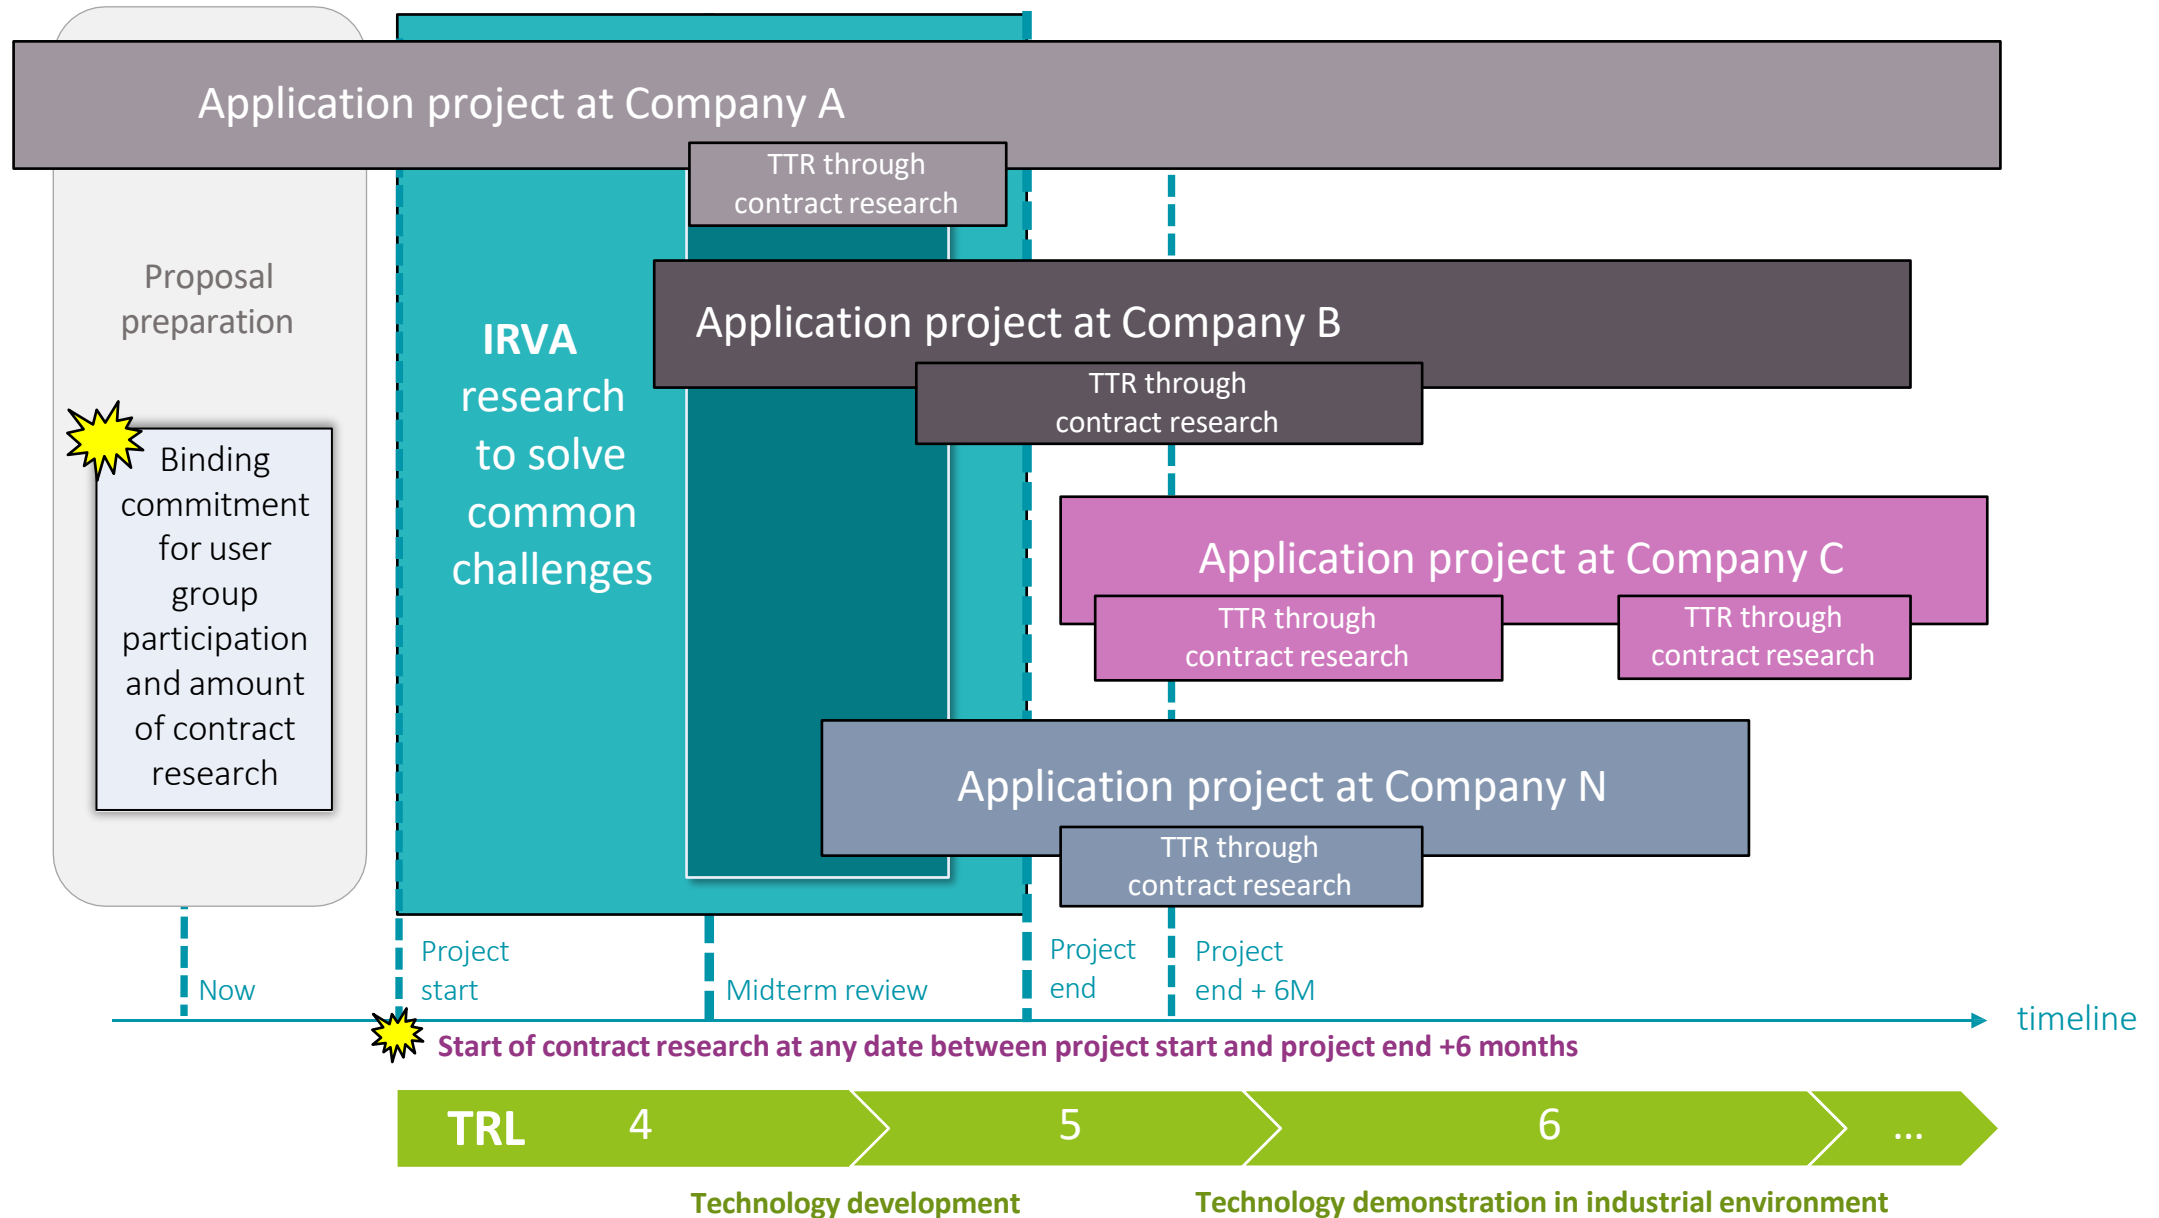 Application project at Company A
TTR through
contract research
Proposal
preparation
IRVA
research
to solve
common
challenges
Application project at Company B
TTR through
contract research
Binding
commitment
for user
group
participation
and amount
of contract
research
Application project at Company C
TTR through
contract research
TTR through
contract research
Application project at Company N
TTR through
contract research
Now
Project
start
Midterm review
Project
end
Project
end + 6M
timeline
Start of contract research at any date between project start and project end +6 months
TRL 4 5 6 ...
Technology development
Technology demonstration in industrial environment